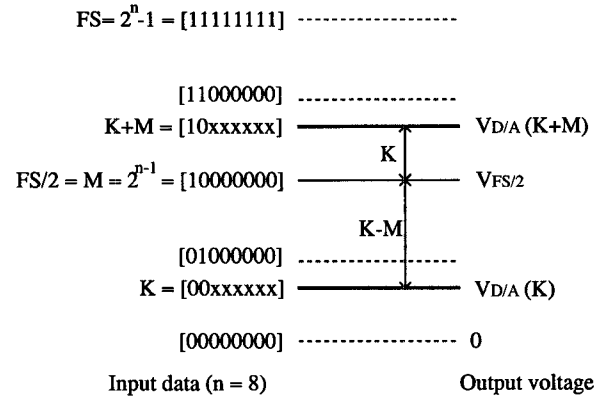 FS= 2^n-1 = [11111111]
[11000000]
K+M = [10xxxxxx] VD/A (K+M)
K
FS/2 = M = 2^n-1 = [10000000] VFS/2
K-M
[01000000]
K = [00xxxxxx] VD/A (K)
[00000000] 0
Input data (n = 8) Output voltage